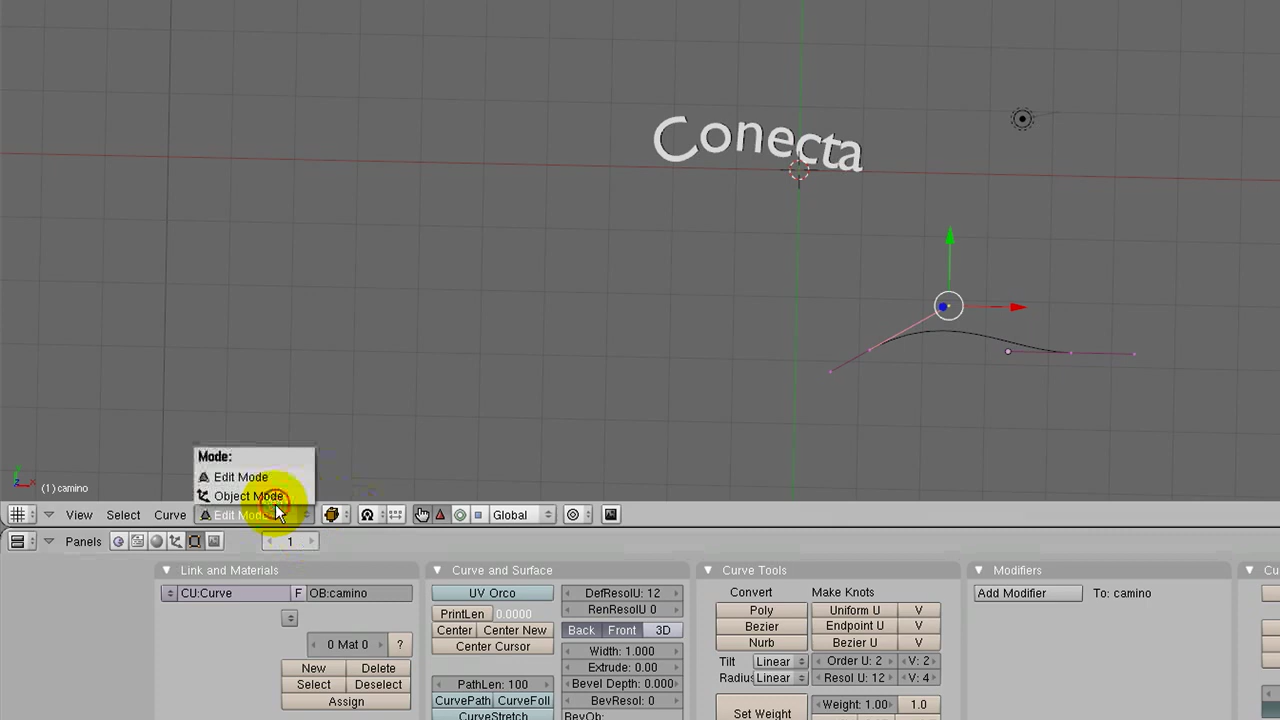 Conecta
Mode:
Edit Mode
Object Mode
(1) camino
View Select Curve Edit Mode Global
Panels 1
Link and Materials
CU:Curve F OB:camino
0 Mat 0 ?
New Delete
Select Deselect
Assign
Curve and Surface
UV Orco
PrintLen 0.0000
Center Center New
Center Cursor
PathLen: 100
CurvePath CurveFoll
CurveStretch
DefResolU: 12
RenResolU 0
Back Front 3D
Width: 1.000
Extrude: 0.00
Bevel Depth: 0.000
BevResol: 0
BevOb:
Curve Tools
Convert Make Knots
Poly Uniform U V
Bezier Endpoint U V
Nurb Bezier U V
Tilt Linear Order U: 2 V: 2
Radius Linear Resol U: 12 V: 4
Set Weight Weight: 1.00 1.0
Modifiers
Add Modifier To: camino
Cu